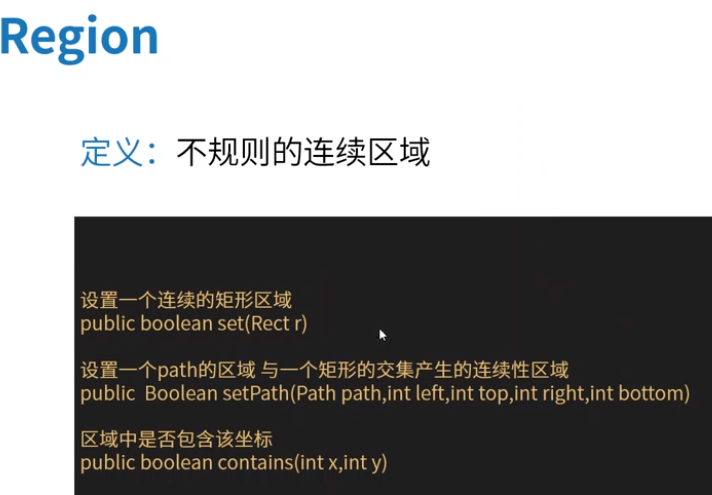 Region
定义：不规则的连续区域
设置一个连续的矩形区域
public boolean set(Rect r)
设置一个path的区域 与一个矩形的交集产生的连续性区域
public  Boolean setPath(Path path,int left,int top,int right,int bottom)
区域中是否包含该坐标
public boolean contains(int x,int y)